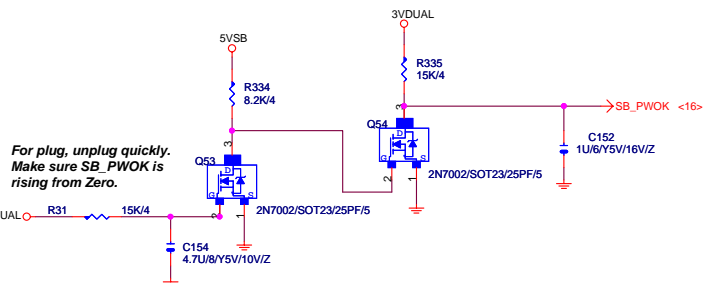 3VDUAL
5VSB
R335
15K/4
R334
8.2K/4
3
SB_PWOK <16>
Q54
D
G
S
C152
1U/6/Y5V/16V/Z
3
For plug, unplug quickly.
Make sure SB_PWOK is
rising from Zero.
Q53
D
G
S
2
1
2N7002/SOT23/25PF/5
2
1
2N7002/SOT23/25PF/5
UAL
R31
15K/4
C154
4.7U/8/Y5V/10V/Z